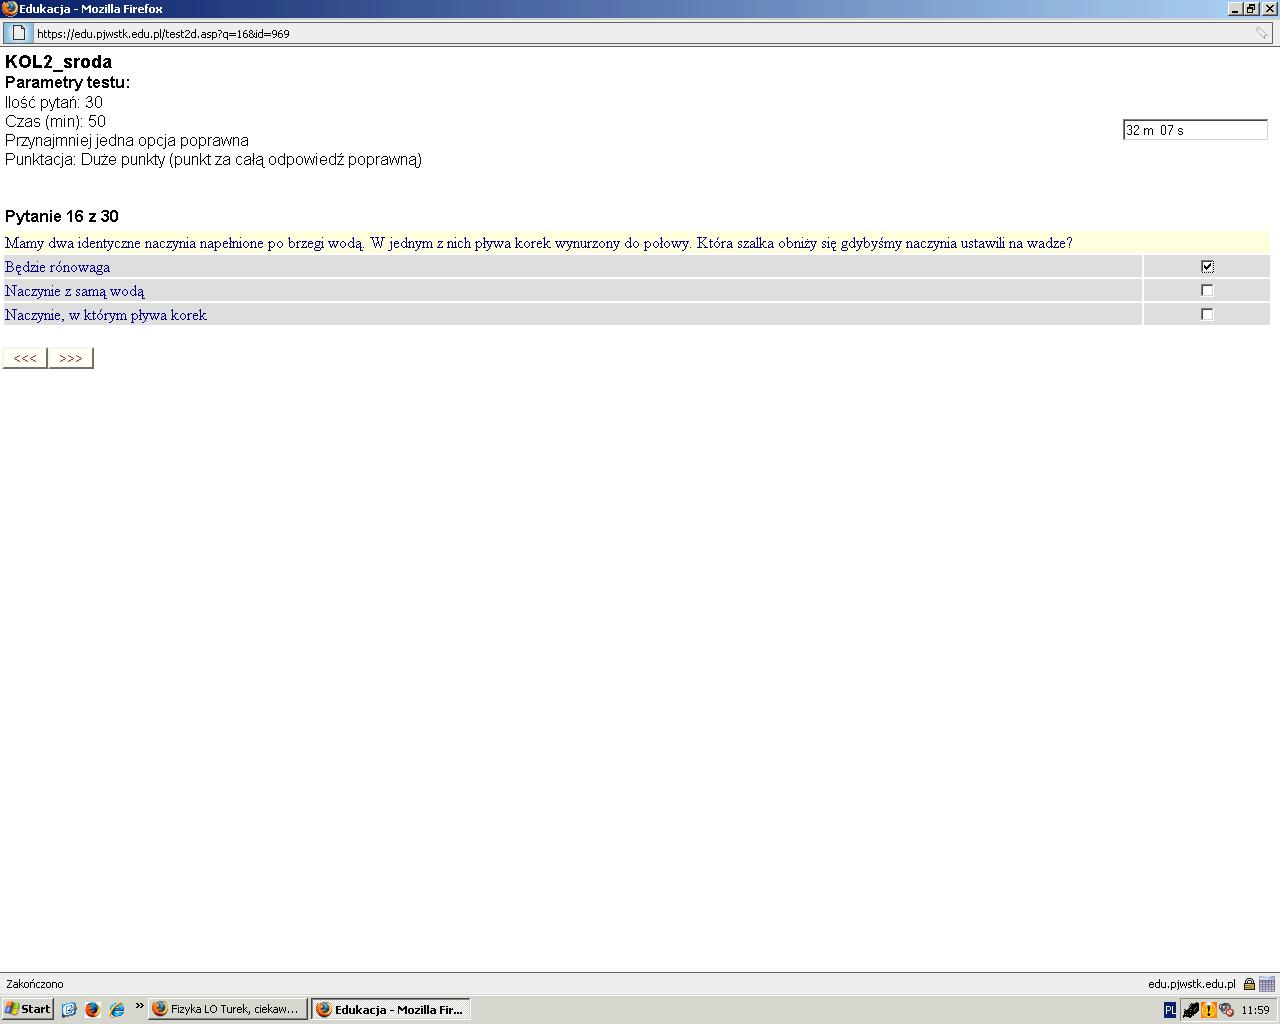 Edukacja - Mozilla Firefox
https://edu.pjwstk.edu.pl/test2d.asp?q=16&id=969
KOL2_sroda
Parametry testu:
Ilość pytań: 30
Czas (min): 50
32 m 07 s
Przynajmniej jedna opcja poprawna
Punktacja: Duże punkty (punkt za całą odpowiedź poprawną)
Pytanie 16 z 30
Mamy dwa identyczne naczynia napełnione po brzegi wodą. W jednym z nich pływa korek wynurzony do połowy. Która szalka obniży się gdybyśmy naczynia ustawili na wadze?
Będzie rónowaga
Naczynie z samą wodą
Naczynie, w którym pływa korek
<<< >>>
Zakończono
edu.pjwstk.edu.pl
Start » Fizyka LO Turek, ciekaw... Edukacja - Mozilla Fir... PL 11:59